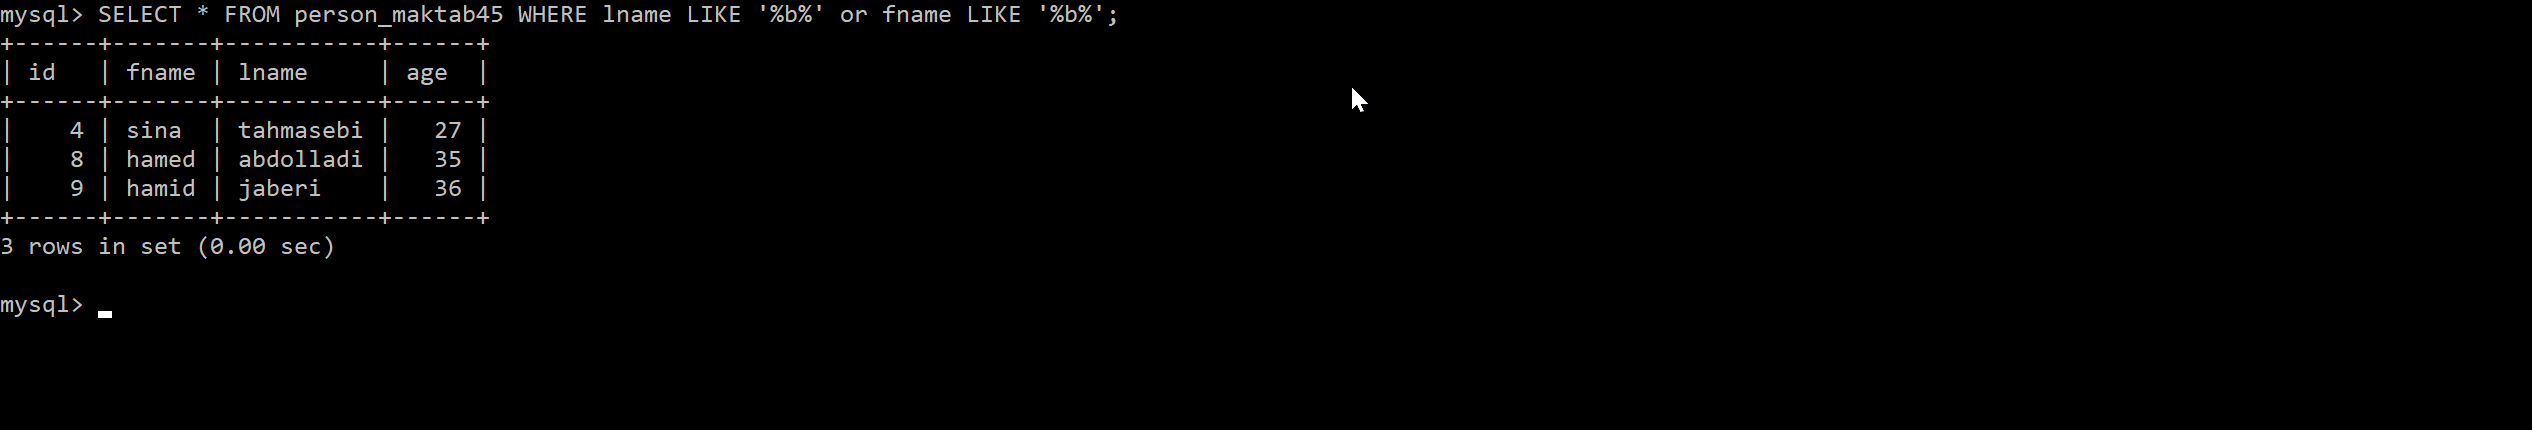 mysql> SELECT * FROM person_maktab45 WHERE lname LIKE '%b%' or fname LIKE '%b%';
+------+-------+-----------+------+
| id   | fname | lname     | age  |
+------+-------+-----------+------+
|    4 | sina  | tahmasebi |   27 |
|    8 | hamed | abdolladi |   35 |
|    9 | hamid | jaberi    |   36 |
+------+-------+-----------+------+
3 rows in set (0.00 sec)
mysql>